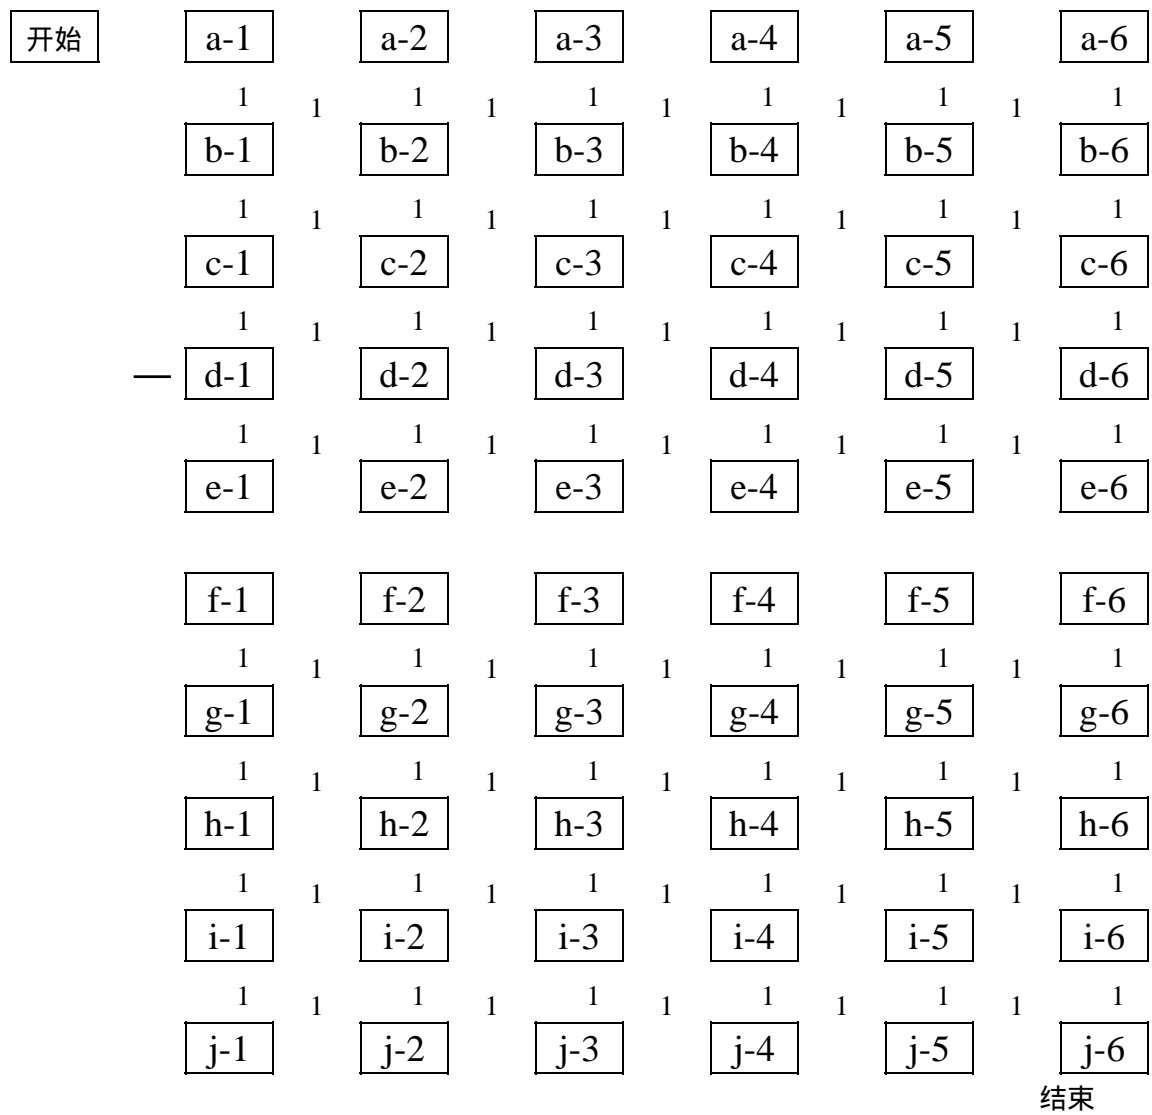 开始 a-1 a-2 a-3 a-4 a-5 a-6
1 1 1 1 1 1 1 1 1 1 1
b-1 b-2 b-3 b-4 b-5 b-6
1 1 1 1 1 1 1 1 1 1 1
c-1 c-2 c-3 c-4 c-5 c-6
1 1 1 1 1 1 1 1 1 1 1
— d-1 d-2 d-3 d-4 d-5 d-6
1 1 1 1 1 1 1 1 1 1 1
e-1 e-2 e-3 e-4 e-5 e-6
f-1 f-2 f-3 f-4 f-5 f-6
1 1 1 1 1 1 1 1 1 1 1
g-1 g-2 g-3 g-4 g-5 g-6
1 1 1 1 1 1 1 1 1 1 1
h-1 h-2 h-3 h-4 h-5 h-6
1 1 1 1 1 1 1 1 1 1 1
i-1 i-2 i-3 i-4 i-5 i-6
1 1 1 1 1 1 1 1 1 1 1
j-1 j-2 j-3 j-4 j-5 j-6
结束